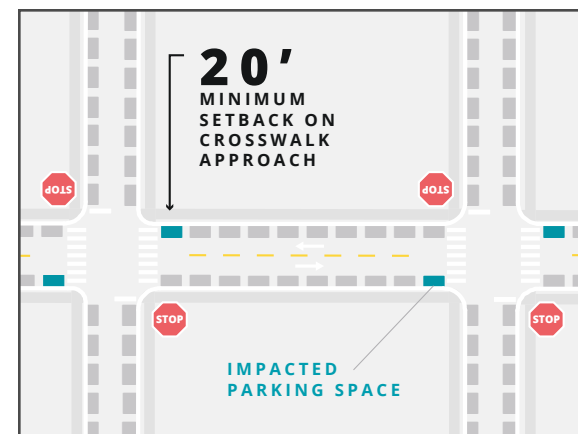 20’
MINIMUM
SETBACK ON
CROSSWALK
APPROACH
STOP
STOP
STOP
STOP
IMPACTED
PARKING SPACE